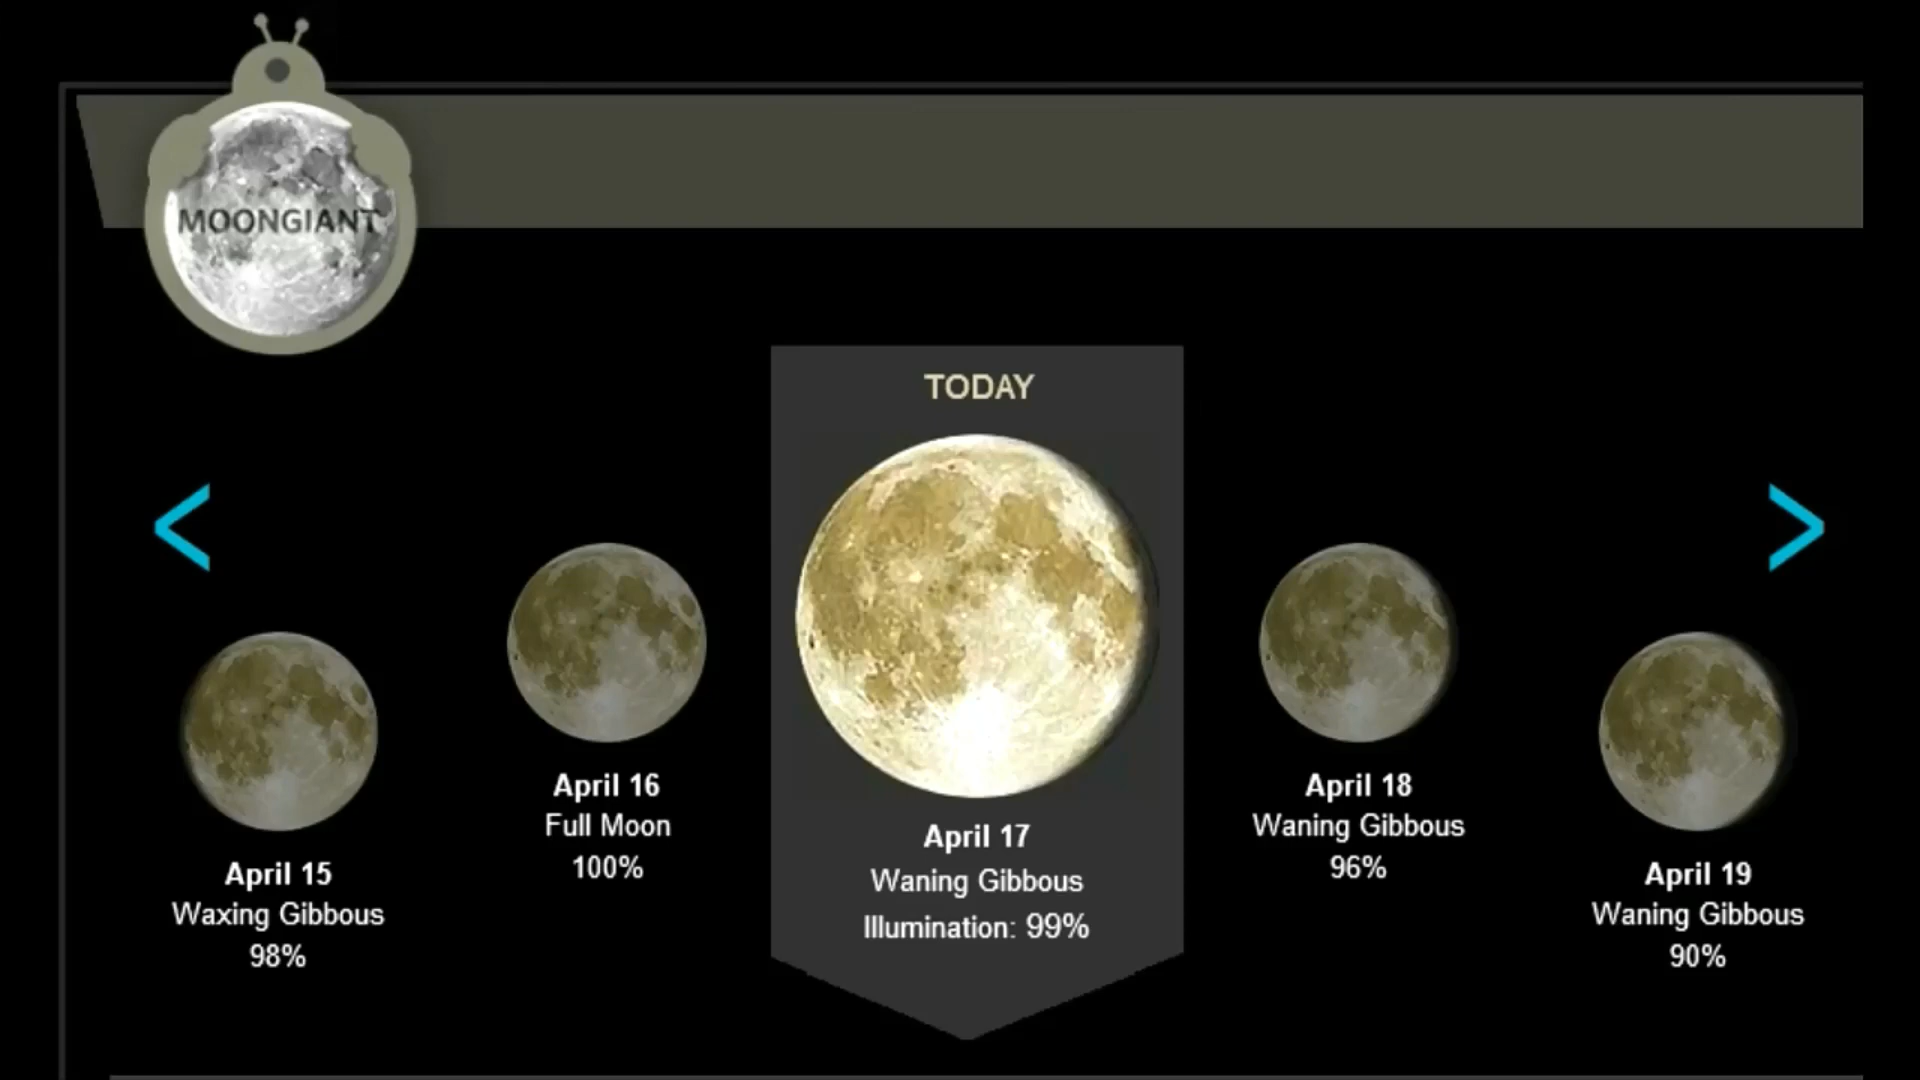 MOONGIANT
TODAY
April 15
Waxing Gibbous
98%
April 16
Full Moon
100%
April 17
Waning Gibbous
Illumination: 99%
April 18
Waning Gibbous
96%
April 19
Waning Gibbous
90%